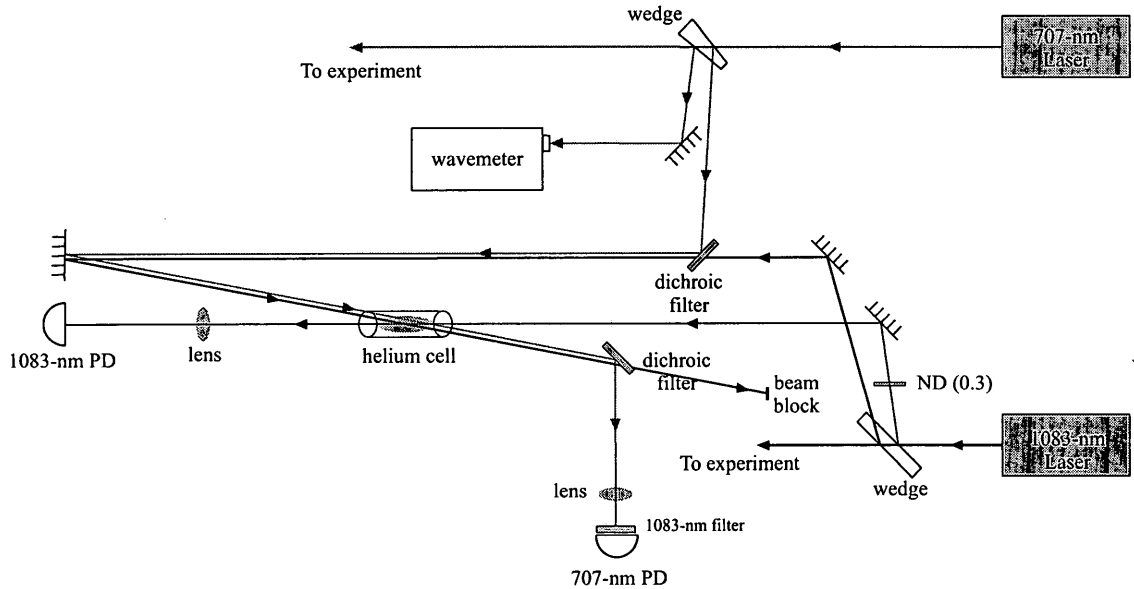 wedge
707-nm
Laser
To experiment
wavemeter
dichroic
filter
1083-nm PD
lens
helium cell
dichroic
filter
beam
block
ND (0.3)
1083-nm
Laser
To experiment
wedge
lens
1083-nm filter
707-nm PD